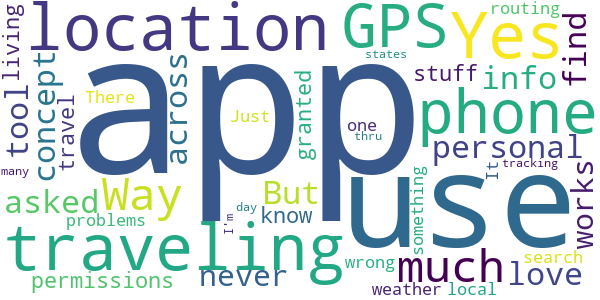 app
use
location
GPS
Yes
phone
traveling
Way
much
personal
info
find
works
love
tool
concept
across
living
travel
There
Just
granted
one
thru
states
stuff
routing
asked
problems
permissions
many
But
know
never
I'm
day
wrong
something
weather
local
search
tracking
It